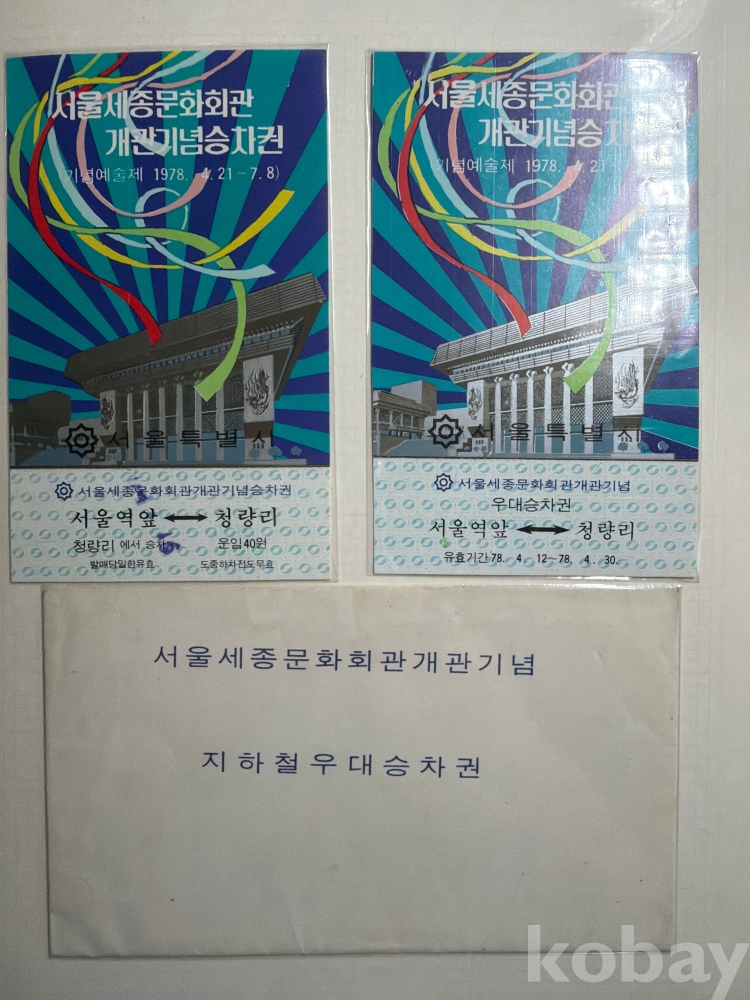 서울세종문화회관
개관기념승차권
(기념예술제 1978. 4.21-7.8)
서울특별시
서울세종문화회관개관기념승차권
서울역앞 ↔ 청량리
청량리 에서 승차 운임40원
발매당일한유효 도중하차전도무효
서울세종문화회관
개관기념승차
기념예술제 1978. 4.21
서울특별시
서울세종문화회관개관기념
우대승차권
서울역앞 ↔ 청량리
유효기간 78. 4. 12~78. 4. 30.
서울세종문화회관개관기념
지하철우대승차권
kobay